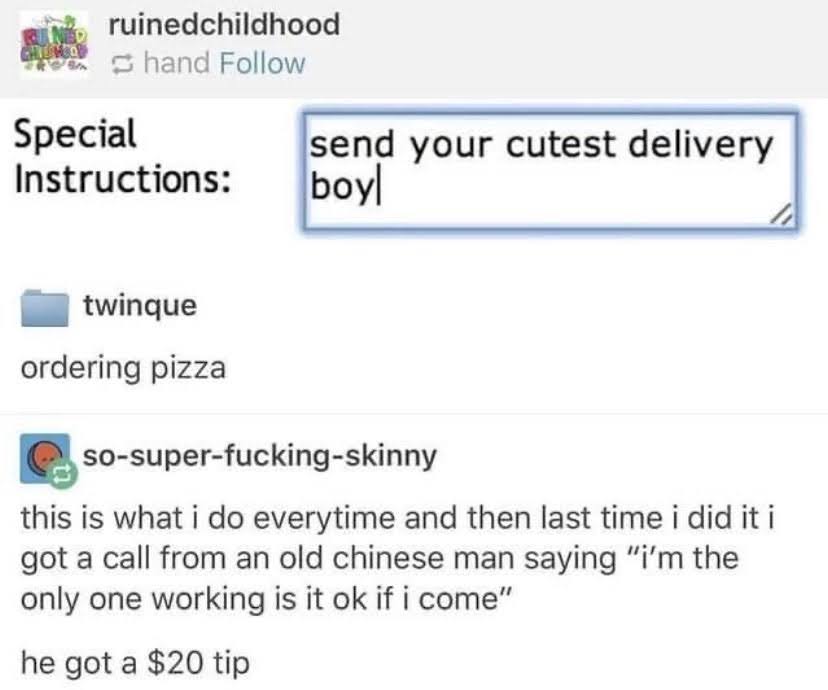 RUINED
CHILDHOOD
ruinedchildhood
hand Follow
Special
Instructions:
send your cutest delivery
boy
twinque
ordering pizza
so-super-fucking-skinny
this is what i do everytime and then last time i did it i
got a call from an old chinese man saying "i'm the
only one working is it ok if i come"
he got a $20 tip